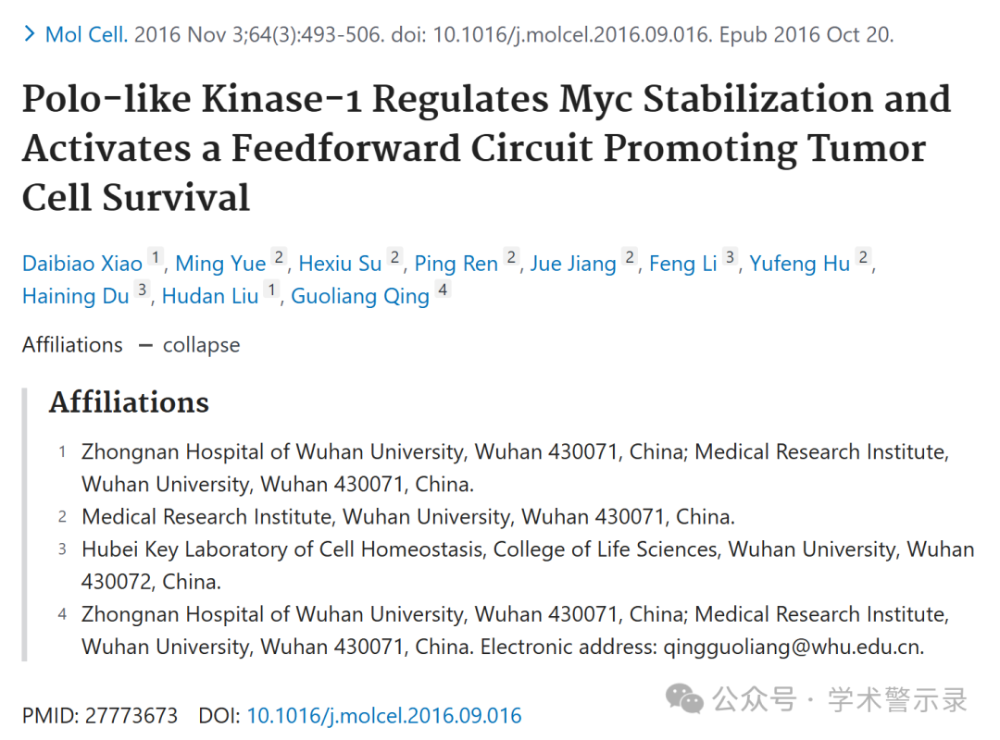 > Mol Cell. 2016 Nov 3;64(3):493-506. doi: 10.1016/j.molcel.2016.09.016. Epub 2016 Oct 20.
Polo-like Kinase-1 Regulates Myc Stabilization and
Activates a Feedforward Circuit Promoting Tumor
Cell Survival
Daibiao Xiao 1, Ming Yue 2, Hexiu Su 2, Ping Ren 2, Jue Jiang 2, Feng Li 3, Yufeng Hu 2,
Haining Du 3, Hudan Liu 1, Guoliang Qing 4
Affiliations — collapse
Affiliations
1 Zhongnan Hospital of Wuhan University, Wuhan 430071, China; Medical Research Institute,
Wuhan University, Wuhan 430071, China.
2 Medical Research Institute, Wuhan University, Wuhan 430071, China.
3 Hubei Key Laboratory of Cell Homeostasis, College of Life Sciences, Wuhan University, Wuhan
430072, China.
4 Zhongnan Hospital of Wuhan University, Wuhan 430071, China; Medical Research Institute,
Wuhan University, Wuhan 430071, China. Electronic address: qingguoliang@whu.edu.cn.
公众号 · 学术警示录
PMID: 27773673 DOI: 10.1016/j.molcel.2016.09.016